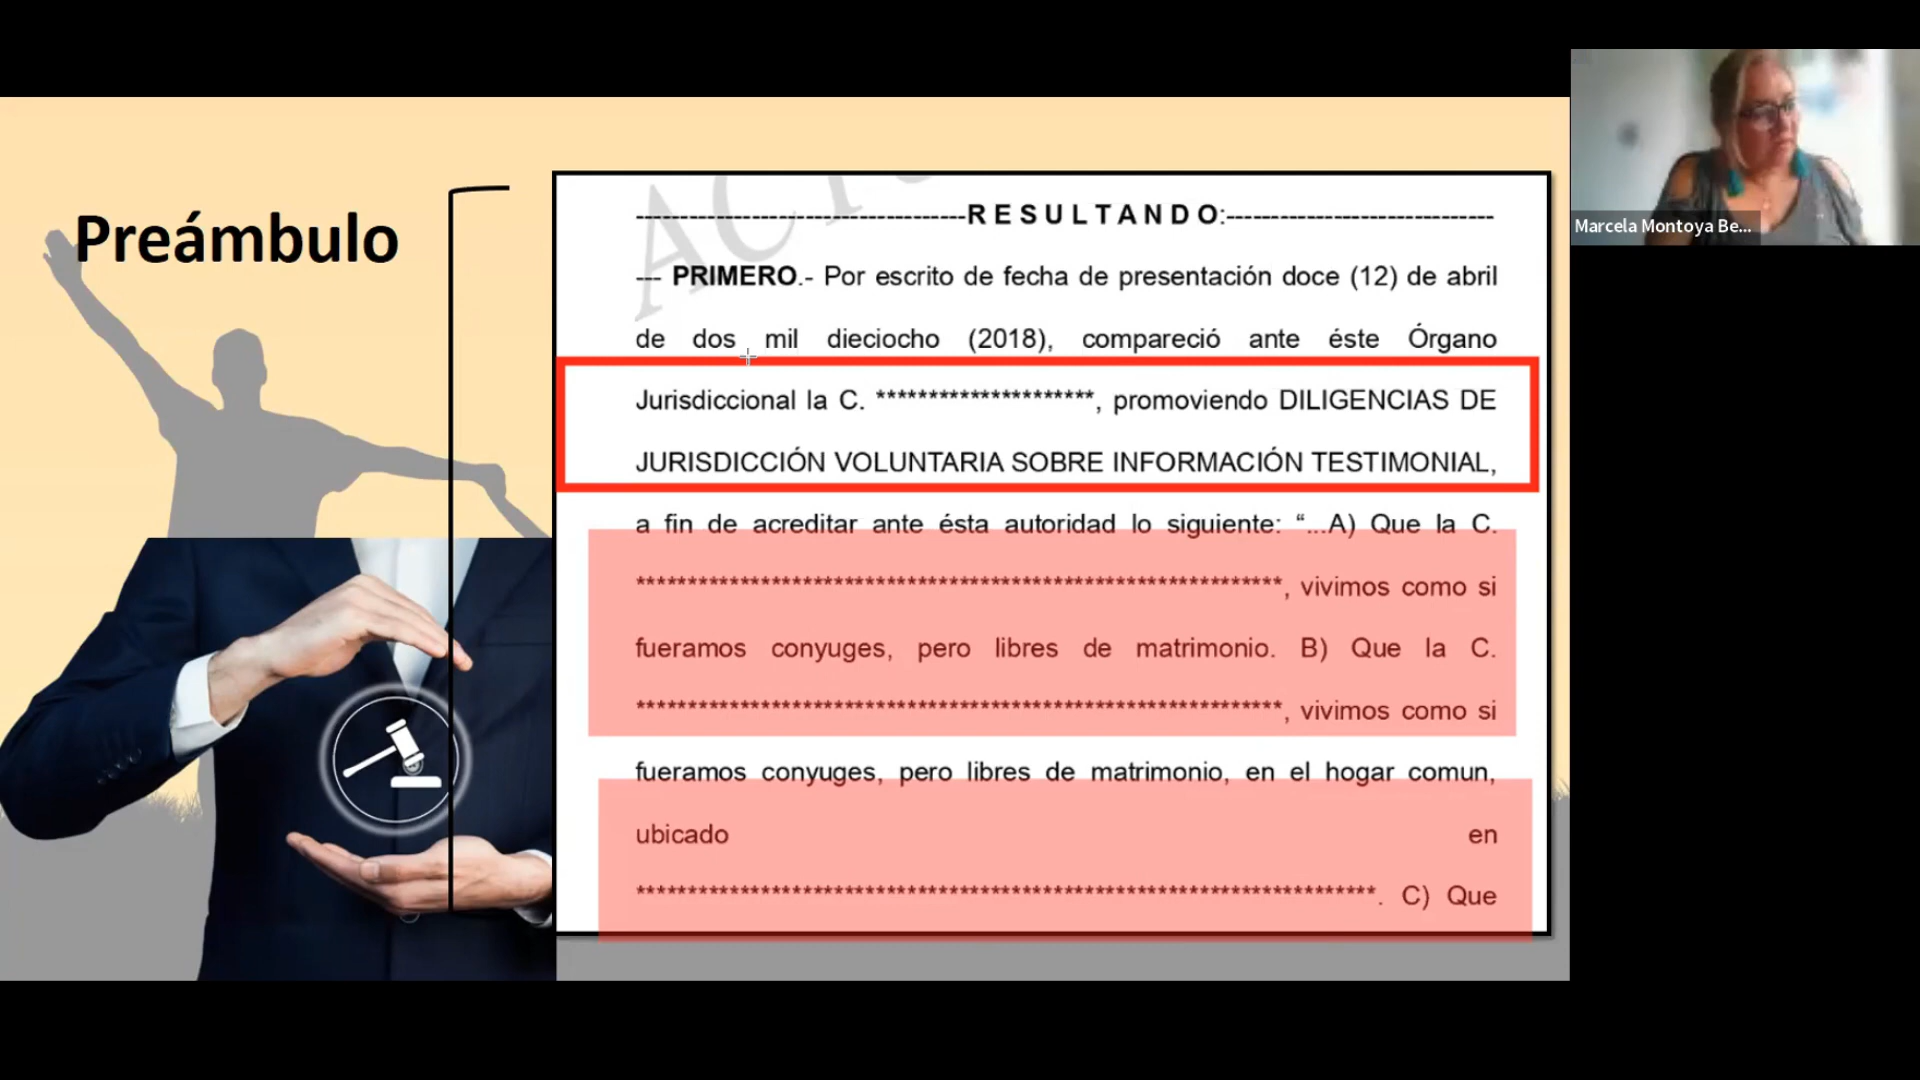 Preámbulo
-------------------------------------R E S U L T A N D O:------------------------------
--- PRIMERO.- Por escrito de fecha de presentación doce (12) de abril
de dos mil dieciocho (2018), compareció ante éste Órgano
Jurisdiccional la C. *********************, promoviendo DILIGENCIAS DE
JURISDICCIÓN VOLUNTARIA SOBRE INFORMACIÓN TESTIMONIAL,
a fin de acreditar ante ésta autoridad lo siguiente: “...A) Que la C.
***************************************************************, vivimos como si
fueramos conyuges, pero libres de matrimonio. B) Que la C.
***************************************************************, vivimos como si
fueramos conyuges, pero libres de matrimonio, en el hogar comun,
ubicado en
************************************************************************. C) Que
Marcela Montoya Be...